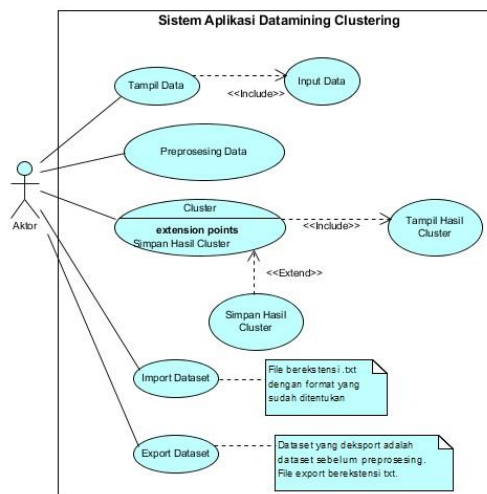 Sistem Aplikasi Datamining Clustering
Tampil Data
Input Data
<<Include>>
Preprosesing Data
Aktor
Cluster
extension points
Simpan Hasil Cluster
<<Include>>
Tampil Hasil
Cluster
<<Extend>>
Simpan Hasil
Cluster
Import Dataset
File berekstensi .txt
dengan format yang
sudah ditentukan
Export Dataset
Dataset yang deksport adalah
dataset sebelum preprosesing.
File export berekstensi txt.